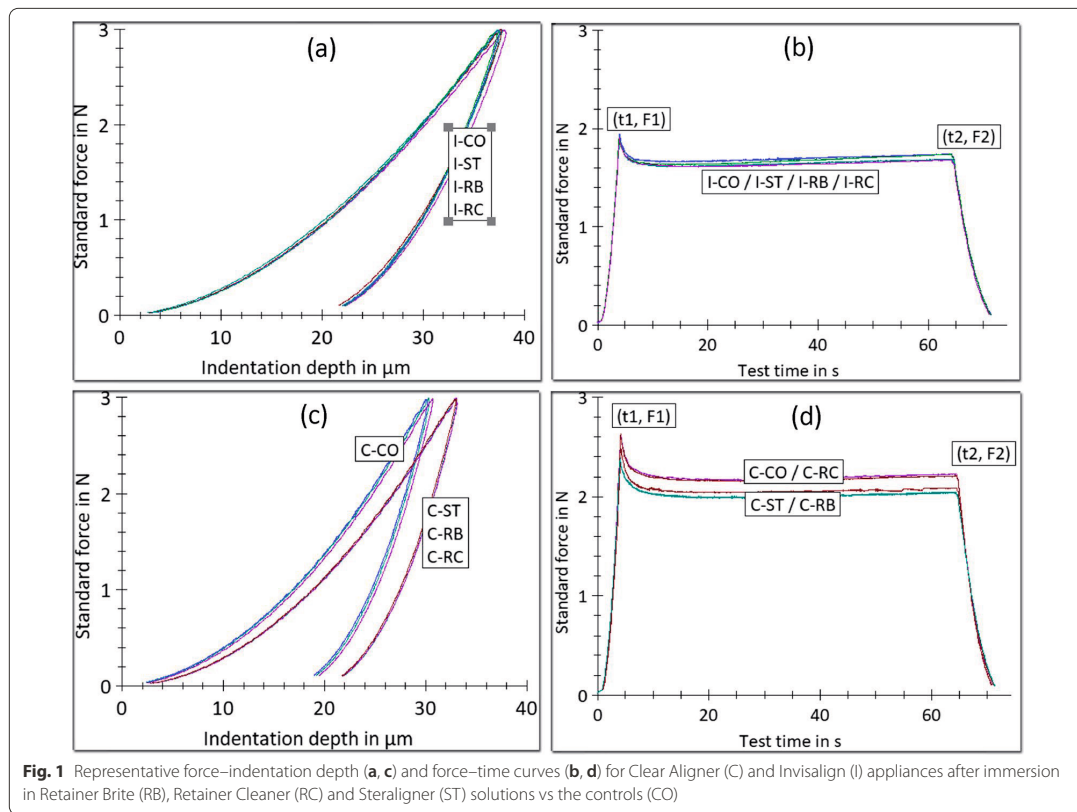 (a)
Standard force in N
3
2
1
0
I-CO
I-ST
I-RB
I-RC
0 10 20 30 40
Indentation depth in µm
(b)
Standard force in N
3
2
1
0
(t1, F1)
(t2, F2)
I-CO / I-ST / I-RB / I-RC
0 20 40 60
Test time in s
(c)
Standard force in N
3
2
1
0
C-CO
C-ST
C-RB
C-RC
0 10 20 30 40
Indentation depth in µm
(d)
Standard force in N
3
2
1
0
(t1, F1)
(t2, F2)
C-CO / C-RC
C-ST / C-RB
0 20 40 60
Test time in s
Fig. 1 Representative force–indentation depth (a, c) and force–time curves (b, d) for Clear Aligner (C) and Invisalign (I) appliances after immersion
in Retainer Brite (RB), Retainer Cleaner (RC) and Steraligner (ST) solutions vs the controls (CO)